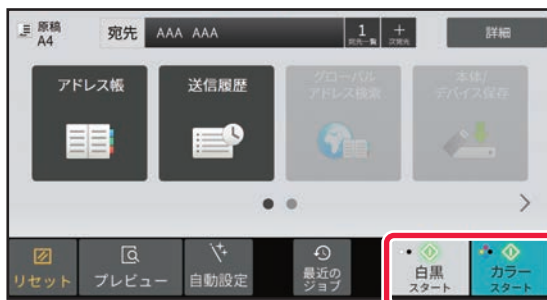 原稿
A4
宛先 AAA AAA
1
宛先一覧
+
次宛先
詳細
アドレス帳
送信履歴
グローバル
アドレス検索
本体/
デバイス保存
リセット
プレビュー
自動設定
最近の
ジョブ
白黒
スタート
カラー
スタート